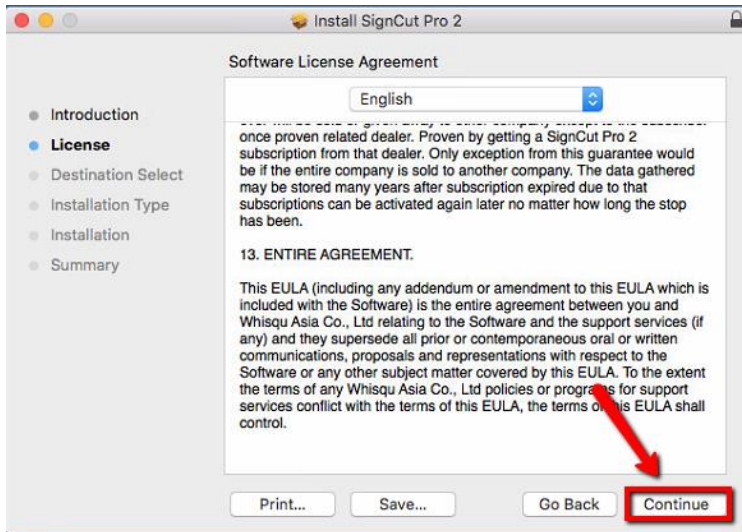 Install SignCut Pro 2
Software License Agreement
English
Introduction
License
Destination Select
Installation Type
Installation
Summary
once proven related dealer. Proven by getting a SignCut Pro 2
subscription from that dealer. Only exception from this guarantee would
be if the entire company is sold to another company. The data gathered
may be stored many years after subscription expired due to that
subscriptions can be activated again later no matter how long the stop
has been.
13. ENTIRE AGREEMENT.
This EULA (including any addendum or amendment to this EULA which is
included with the Software) is the entire agreement between you and
Whisqu Asia Co., Ltd relating to the Software and the support services (if
any) and they supersede all prior or contemporaneous oral or written
communications, proposals and representations with respect to the
Software or any other subject matter covered by this EULA. To the extent
the terms of any Whisqu Asia Co., Ltd policies or programs for support
services conflict with the terms of this EULA, the terms of this EULA shall
control.
Print...
Save...
Go Back
Continue